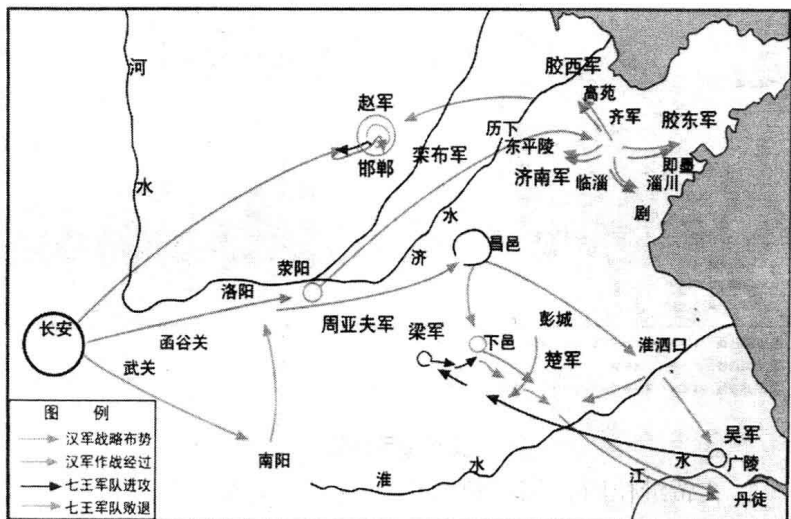 河
水
赵军
邯郸
胶西军
高苑
齐军
胶东军
历下
东平陵
栾布军
济南军
临淄
即墨
淄川
剧
水
济
昌邑
荥阳
洛阳
长安
函谷关
周亚夫军
武关
梁军
下邑
彭城
楚军
淮泗口
南阳
淮
水
吴军
广陵
江
水
丹徒
图 例
汉军战略布势
汉军作战经过
七王军队进攻
七王军队败退